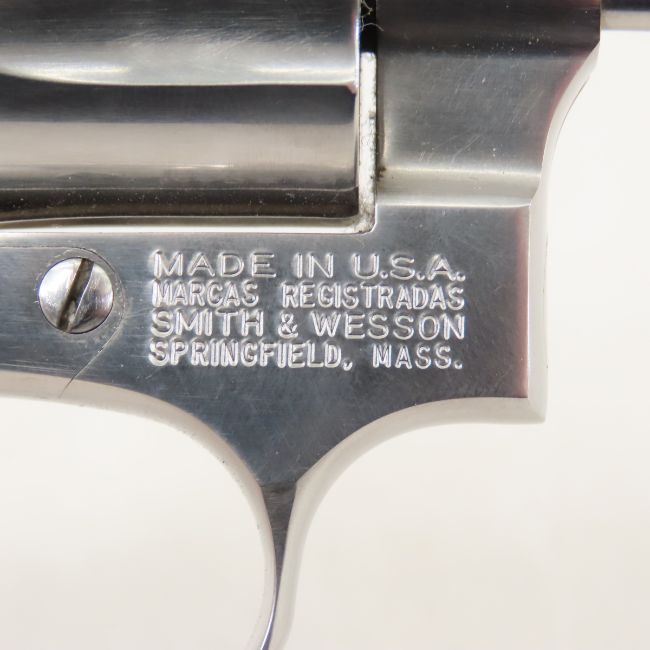 MADE IN U.S.A.
MARCAS REGISTRADAS
SMITH & WESSON
SPRINGFIELD, MASS.